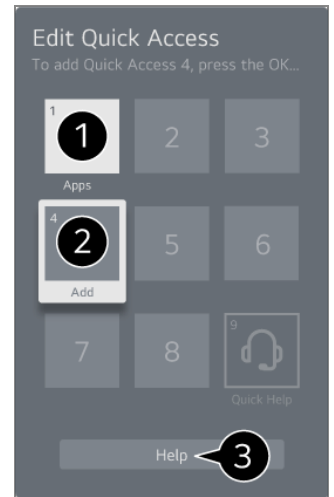 Edit Quick Access
To add Quick Access 4, press the OK...
1
1
2
3
Apps
4
2
5
6
Add
7
8
9
Quick Help
Help
3